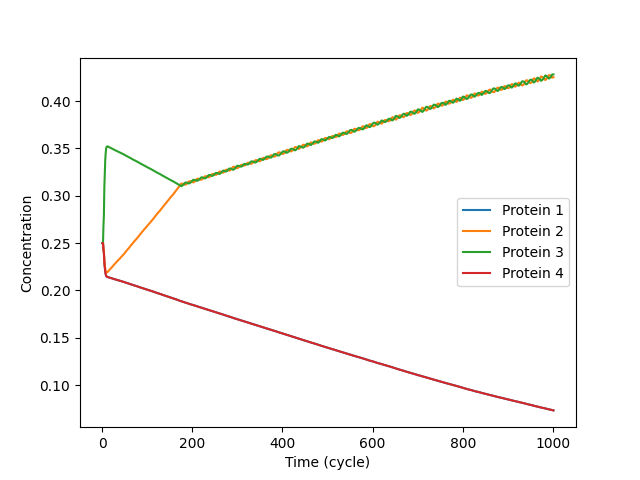 0.40
0.35
0.30
0.25
0.20
0.15
0.10
Concentration
Protein 1
Protein 2
Protein 3
Protein 4
0
200
400
600
800
1000
Time (cycle)